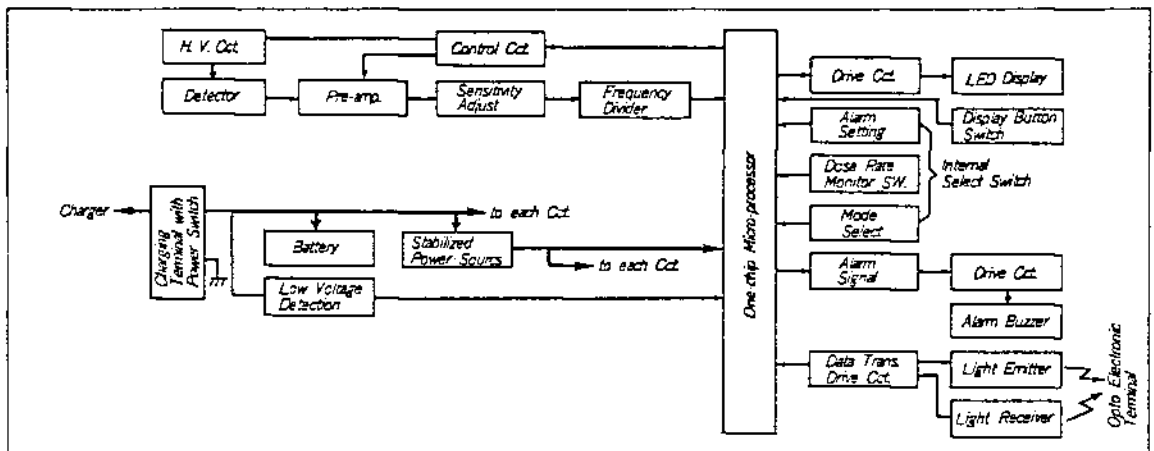 H. V. Cct.
Control Cct.
Detector
Pre-amp.
Sensitivity
Adjust
Frequency
Divider
Drive Cct.
LED Display
Display Button
Switch
Alarm
Setting
Dose Rate
Monitor SW.
Internal
Select Switch
Mode
Select
Charger
Charging
Terminal with
Power Switch
to each Cct.
Battery
Stabilized
Power Source
to each Cct.
Low Voltage
Detection
One-chip Micro-processor
Alarm
Signal
Drive Cct.
Alarm Buzzer
Data Trans.
Drive Cct.
Light Emitter
Light Receiver
Opto Electronic
Terminal